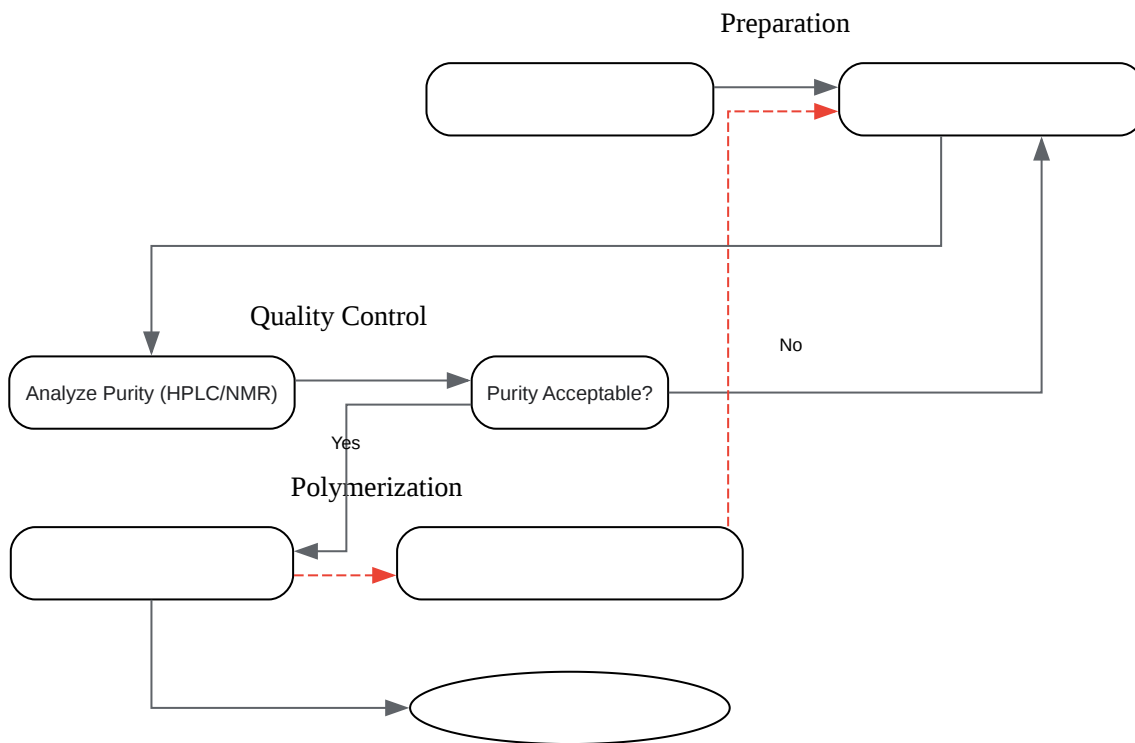 Preparation
Quality Control
No
Analyze Purity (HPLC/NMR)
Purity Acceptable?
Yes
Polymerization